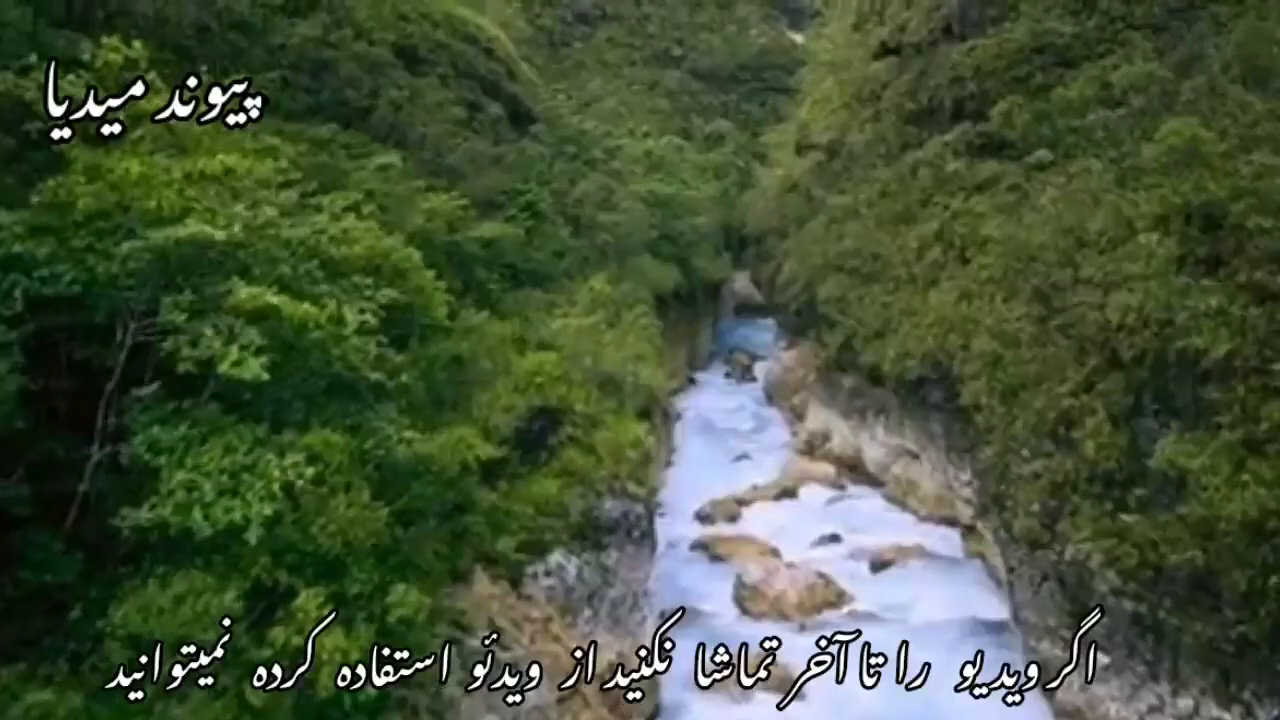 پیوند میدیا
اگر ویدیو را تا آخر تماشا نکنید از ویدئو استفاده کرده نمیتوانید